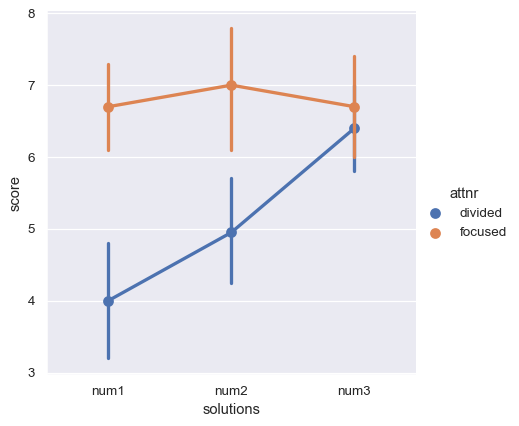 8
7
6
5
4
3
score
num1 num2 num3
solutions
attnr
divided
focused